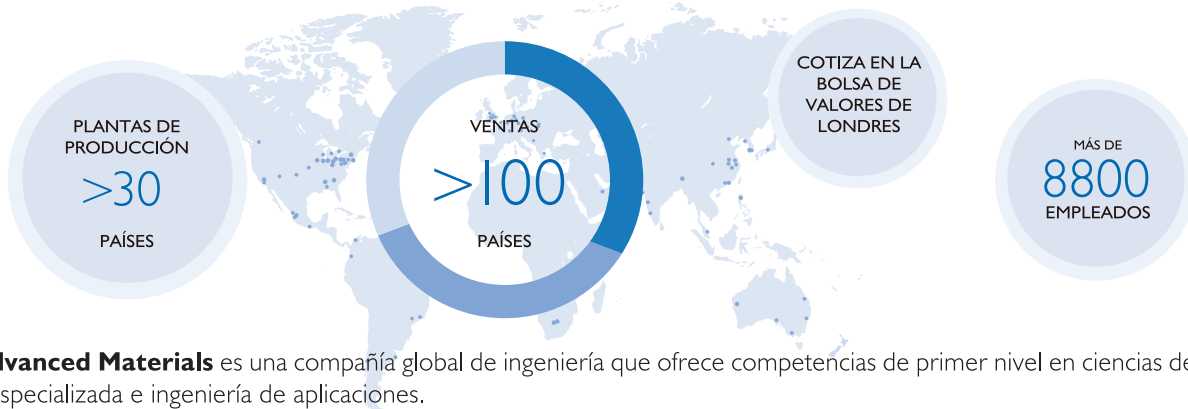 PLANTAS DE
PRODUCCIÓN
>30
PAÍSES
VENTAS
>100
PAÍSES
COTIZA EN LA
BOLSA DE
VALORES DE
LONDRES
MÁS DE
8800
EMPLEADOS
dvanced Materials es una compañía global de ingeniería que ofrece competencias de primer nivel en ciencias de
specializada e ingeniería de aplicaciones.